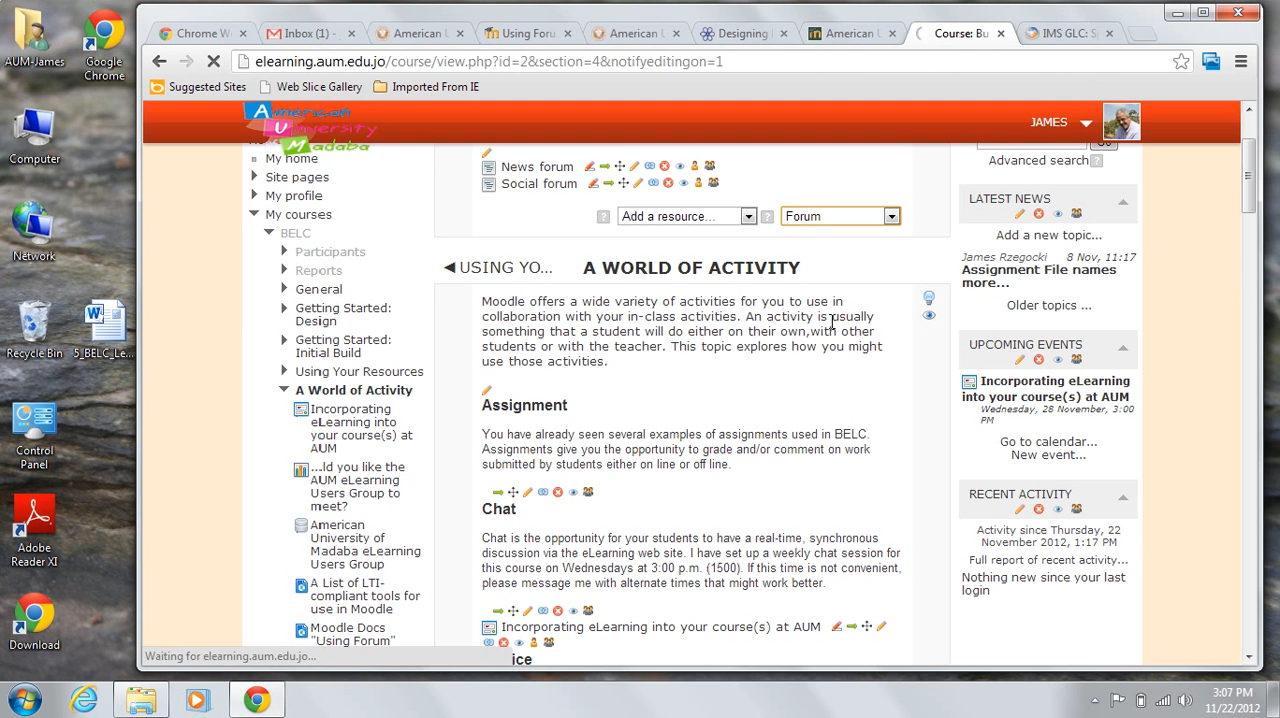 AUM-James
Google
Chrome
Computer
Network
Recycle Bin
5_BELC_Le...
Control
Panel
Adobe
Reader XI
Download
Chrome W
Inbox (1) -
American
Using Foru
American
Designing
American
Course: Bu
IMS GLC: S
elearning.aum.edu.jo/course/view.php?id=2&section=4&notifyeditingon=1
Suggested Sites
Web Slice Gallery
Imported From IE
American
University
Madaba
JAMES
My home
Site pages
My profile
My courses
BELC
Participants
Reports
General
Getting Started:
Design
Getting Started:
Initial Build
Using Your Resources
A World of Activity
Incorporating
eLearning into
your course(s) at
AUM
...ld you like the
AUM eLearning
Users Group to
meet?
American
University of
Madaba eLearning
Users Group
A List of LTI-
compliant tools for
use in Moodle
Moodle Docs
"Using Forum"
News forum
Social forum
Add a resource...
Forum
USING YO...
A WORLD OF ACTIVITY
Moodle offers a wide variety of activities for you to use in
collaboration with your in-class activities. An activity is usually
something that a student will do either on their own,with other
students or with the teacher. This topic explores how you might
use those activities.
Assignment
You have already seen several examples of assignments used in BELC.
Assignments give you the opportunity to grade and/or comment on work
submitted by students either on line or off line.
Chat
Chat is the opportunity for your students to have a real-time, synchronous
discussion via the eLearning web site. I have set up a weekly chat session for
this course on Wednesdays at 3:00 p.m. (1500). If this time is not convenient,
please message me with alternate times that might work better.
Incorporating eLearning into your course(s) at AUM
ice
Advanced search
LATEST NEWS
Add a new topic...
James Rzegocki 8 Nov, 11:17
Assignment File names
more...
Older topics ...
UPCOMING EVENTS
Incorporating eLearning
into your course(s) at AUM
Wednesday, 28 November, 3:00
PM
Go to calendar...
New event...
RECENT ACTIVITY
Activity since Thursday, 22
November 2012, 1:17 PM
Full report of recent activity...
Nothing new since your last
login
Waiting for elearning.aum.edu.jo...
3:07 PM
11/22/2012